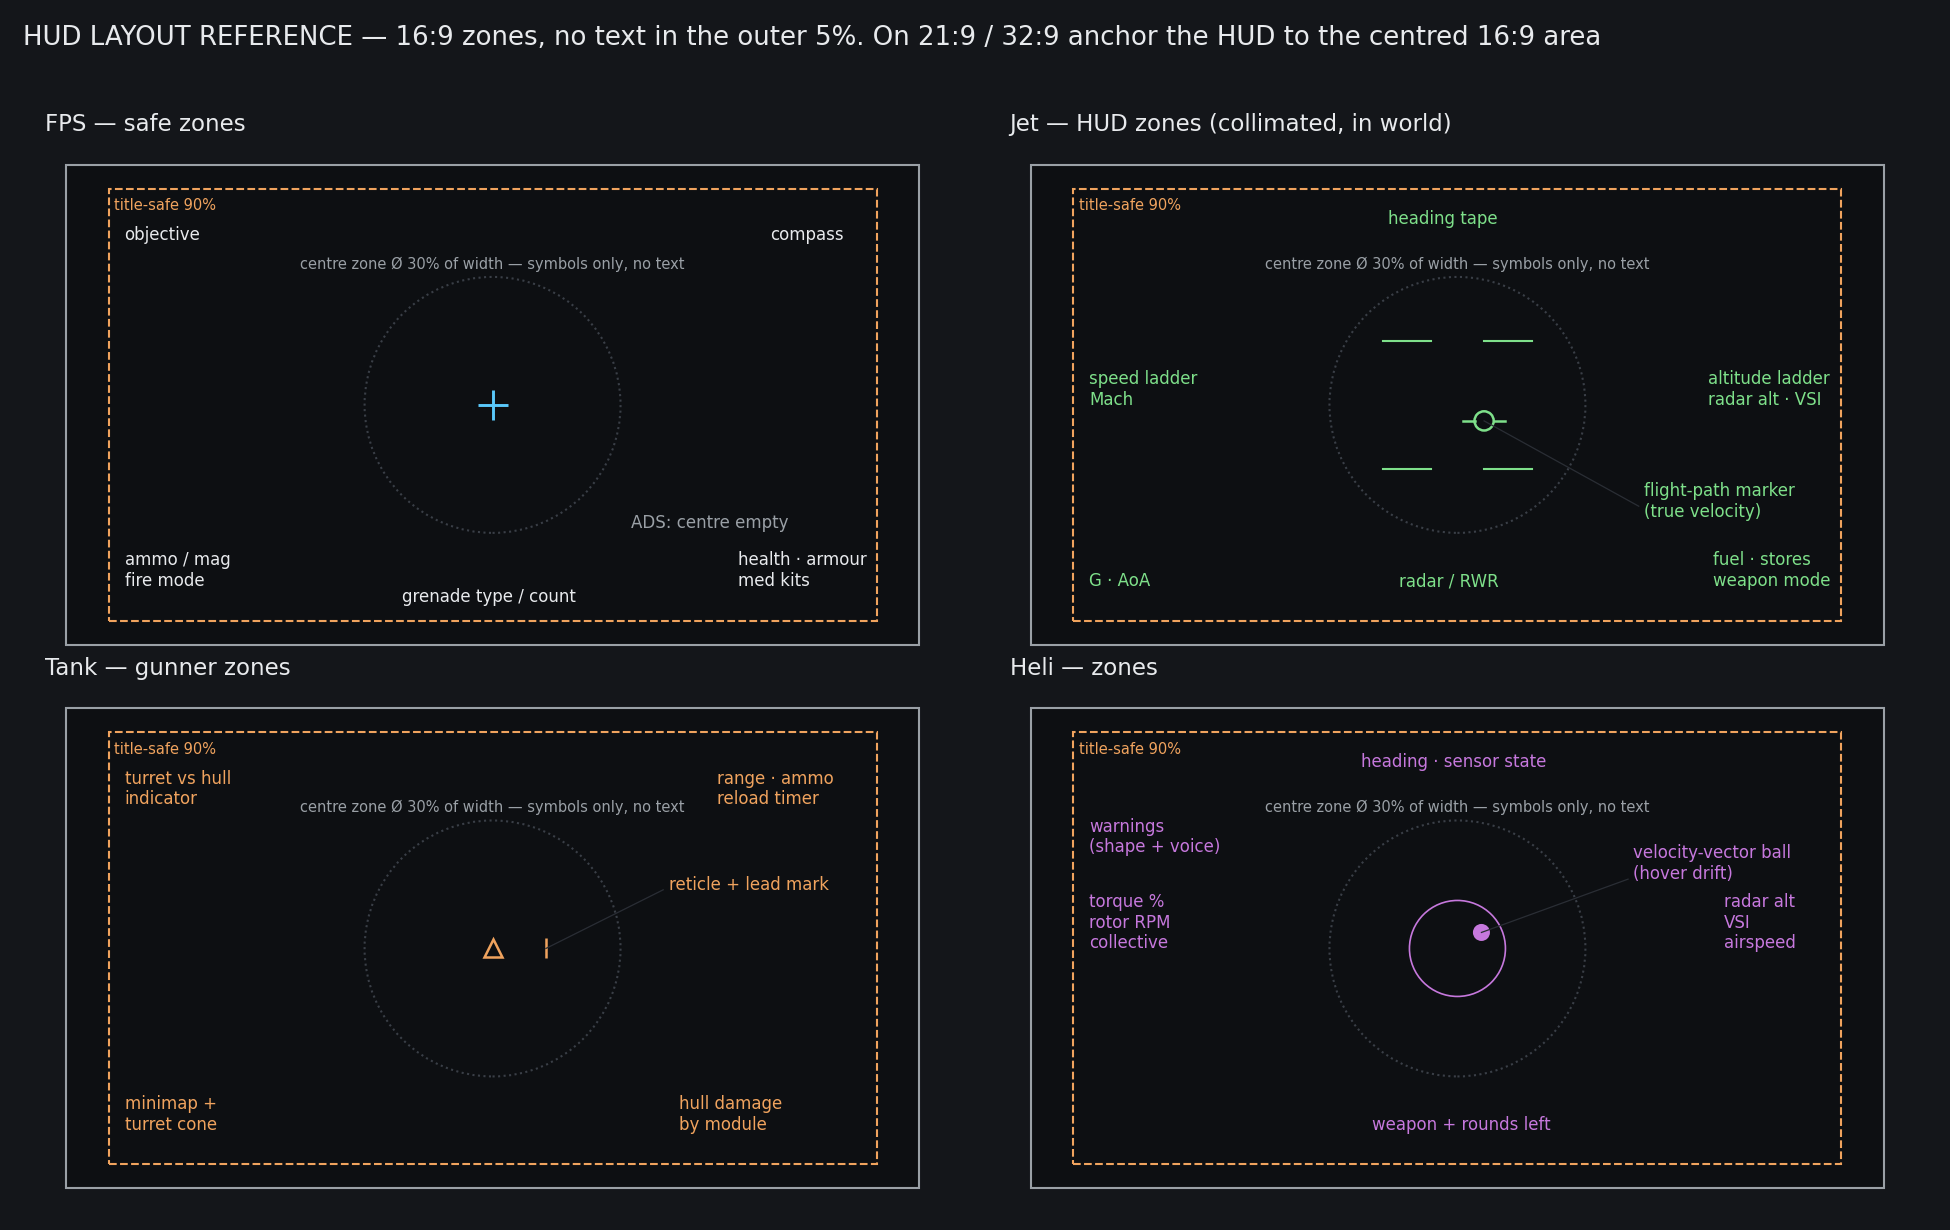 HUD LAYOUT REFERENCE — 16:9 zones, no text in the outer 5%. On 21:9 / 32:9 anchor the HUD to the centred 16:9 area
FPS — safe zones
title-safe 90%
objective
compass
centre zone Ø 30% of width — symbols only, no text
ADS: centre empty
ammo / mag
fire mode
health · armour
med kits
grenade type / count
Jet — HUD zones (collimated, in world)
title-safe 90%
heading tape
centre zone Ø 30% of width — symbols only, no text
speed ladder
Mach
altitude ladder
radar alt · VSI
flight-path marker
(true velocity)
G · AoA
radar / RWR
fuel · stores
weapon mode
Tank — gunner zones
title-safe 90%
turret vs hull
indicator
range · ammo
reload timer
centre zone Ø 30% of width — symbols only, no text
reticle + lead mark
minimap +
turret cone
hull damage
by module
Heli — zones
title-safe 90%
heading · sensor state
centre zone Ø 30% of width — symbols only, no text
warnings
(shape + voice)
velocity-vector ball
(hover drift)
torque %
rotor RPM
collective
radar alt
VSI
airspeed
weapon + rounds left